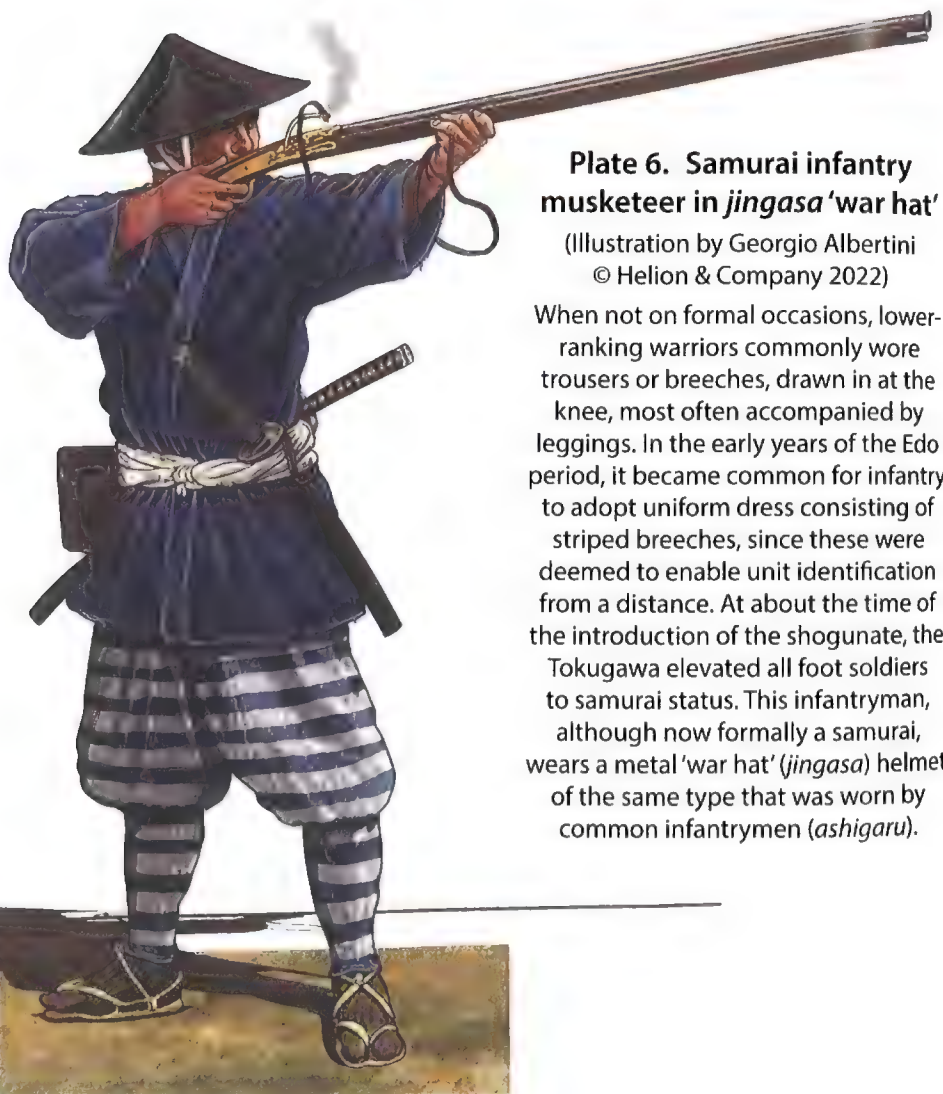 Plate 6. Samurai infantry
musketeer in jingasa 'war hat'
(Illustration by Georgio Albertini
© Helion & Company 2022)
When not on formal occasions, lower-
ranking warriors commonly wore
trousers or breeches, drawn in at the
knee, most often accompanied by
leggings. In the early years of the Edo
period, it became common for infantry
to adopt uniform dress consisting of
striped breeches, since these were
deemed to enable unit identification
from a distance. At about the time of
the introduction of the shogunate, the
Tokugawa elevated all foot soldiers
to samurai status. This infantryman,
although now formally a samurai,
wears a metal 'war hat' (jingasa) helmet
of the same type that was worn by
common infantrymen (ashigaru).